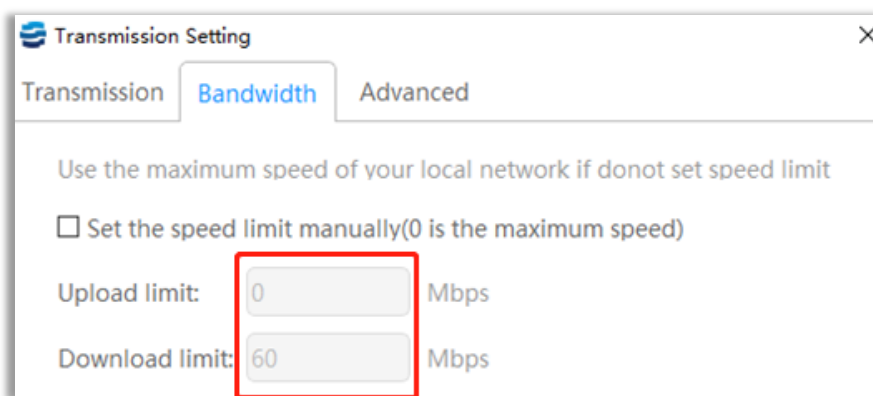 Transmission Setting
Transmission Bandwidth Advanced
Use the maximum speed of your local network if donot set speed limit
Set the speed limit manually(0 is the maximum speed)
Upload limit: 0 Mbps
Download limit: 60 Mbps